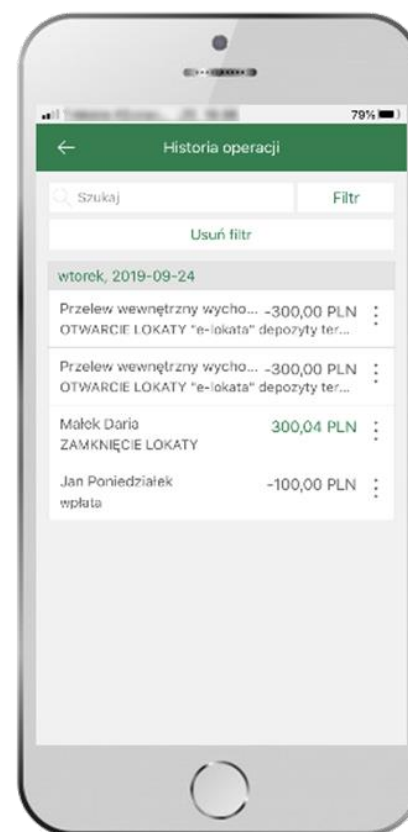 79%
Historia operacji
Szukaj
Filtr
Usuń filtr
wtorek, 2019-09-24
Przelew wewnętrzny wycho... -300,00 PLN
OTWARCIE LOKATY "e-lokata" depozyty ter...
Przelew wewnętrzny wycho... -300,00 PLN
OTWARCIE LOKATY "e-lokata" depozyty ter...
Małek Daria 300,04 PLN
ZAMKNIĘCIE LOKATY
Jan Poniedziałek -100,00 PLN
wpłata